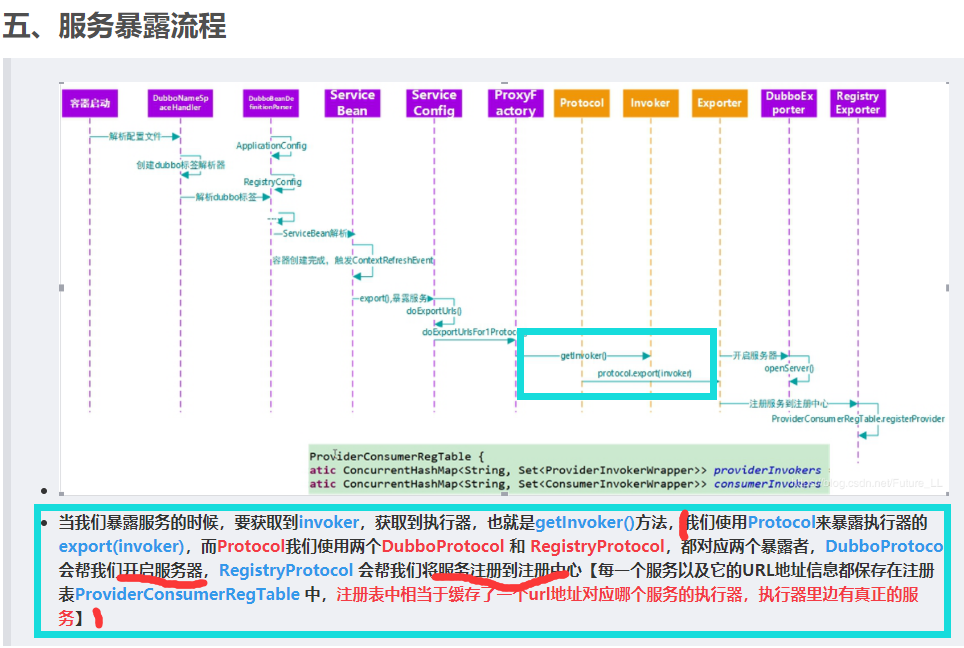 五、服务暴露流程
容器启动
DubboNameSp
aceHandler
DubboBeanDe
finitionParser
Service
Bean
Service
Config
ProxyF
actory
Protocol
Invoker
Exporter
DubboEx
porter
Registry
Exporter
解析配置文件
ApplicationConfig
创建dubbo标签解析器
RegistryConfig
解析dubbo标签
....
ServiceBean解析
容器创建完成、触发ContextRefreshEvent
export(),暴露服务
doExportUrls()
doExportUrlsFor1Protoc
getInvoker()
开启服务器
openServer()
protocol.export(invoker)
注册服务到注册中心
ProviderConsumerRegTable.registerProvider
ProviderConsumerRegTable {
atic ConcurrentHashMap<String, Set<ProviderInvokerWrapper>> providerInvokers
atic ConcurrentHashMap<String, Set<ConsumerInvokerWrapper>> consumerInvokers
blog.csdn.net/Future_LL
当我们暴露服务的时候，要获取到invoker，获取到执行器，也就是getInvoker()方法，我们使用Protocol来暴露执行器的
export(invoker)，而Protocol我们使用两个DubboProtocol 和 RegistryProtocol，都对应两个暴露者，DubboProtoco
会帮我们开启服务器，RegistryProtocol 会帮我们将服务注册到注册中心【每一个服务以及它的URL地址信息都保存在注册
表ProviderConsumerRegTable 中，注册表中相当于缓存了一个url地址对应哪个服务的执行器，执行器里边有真正的服
务】